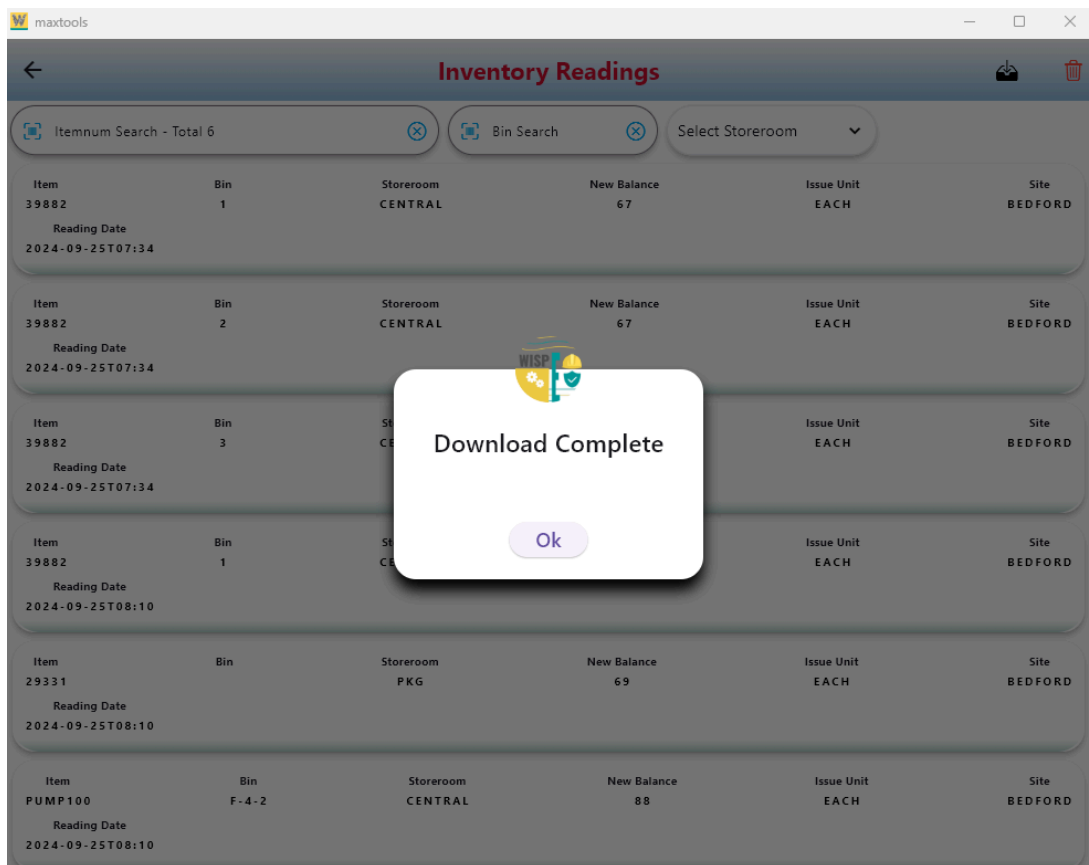 maxtools
Inventory Readings
Itemnum Search - Total 6 Bin Search Select Storeroom
Item Bin Storeroom New Balance Issue Unit Site
39882 1 CENTRAL 67 EACH BEDFORD
Reading Date
2024-09-25T07:34
Item Bin Storeroom New Balance Issue Unit Site
39882 2 CENTRAL 67 EACH BEDFORD
Reading Date
2024-09-25T07:34
WISP
Item Bin Issue Unit Site
39882 3 EACH BEDFORD
Reading Date
2024-09-25T07:34
Download Complete
Ok
Item Bin Issue Unit Site
39882 1 EACH BEDFORD
Reading Date
2024-09-25T08:10
Item Bin Storeroom New Balance Issue Unit Site
29331 PKG 69 EACH BEDFORD
Reading Date
2024-09-25T08:10
Item Bin Storeroom New Balance Issue Unit Site
PUMP100 F-4-2 CENTRAL 88 EACH BEDFORD
Reading Date
2024-09-25T08:10